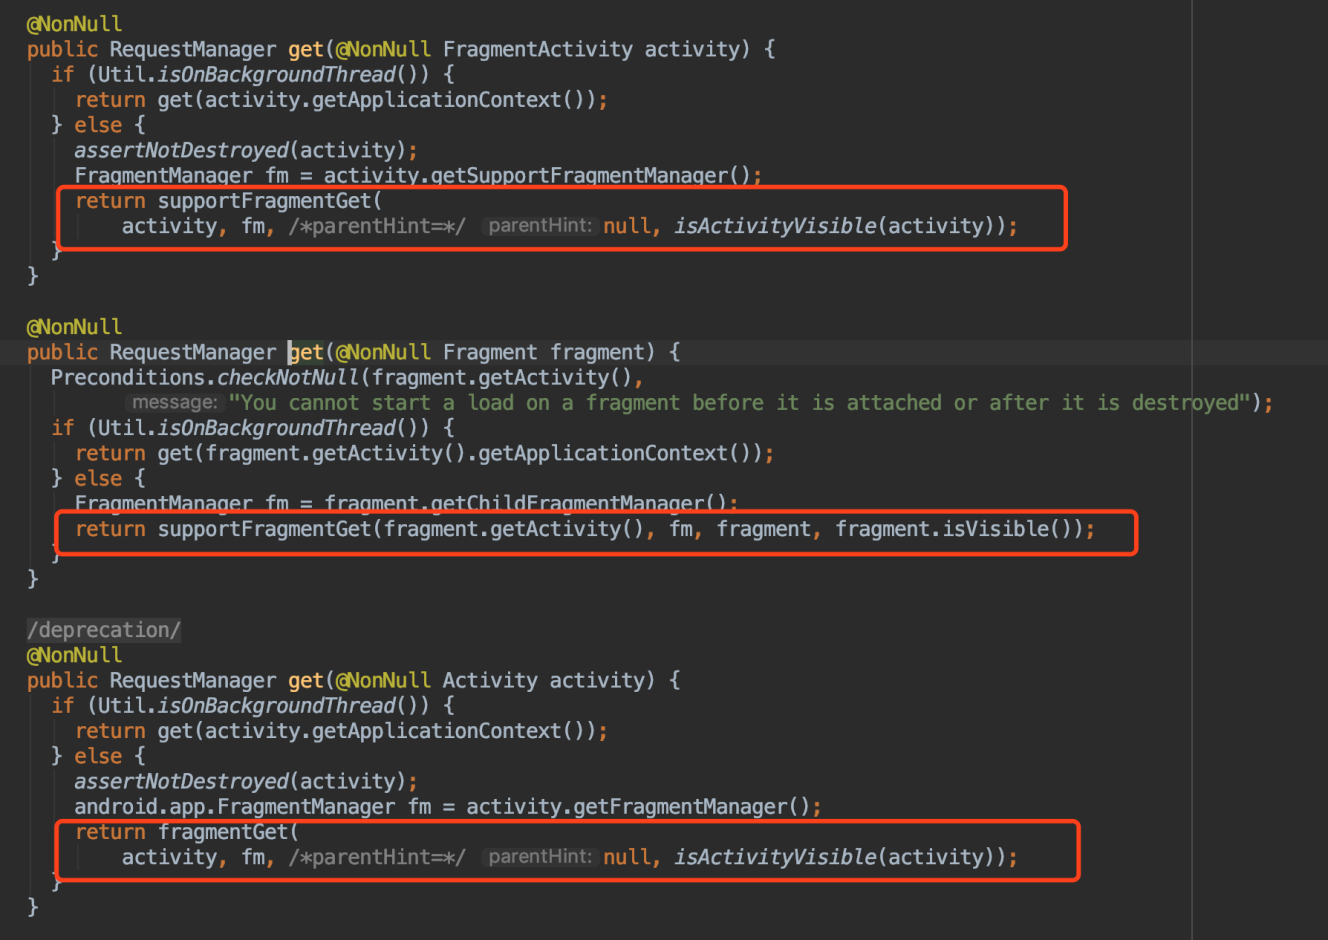 @NonNull
public RequestManager get(@NonNull FragmentActivity activity) {
if (Util.isOnBackgroundThread()) {
return get(activity.getApplicationContext());
} else {
assertNotDestroyed(activity);
FragmentManager fm = activity.getSupportFragmentManager();
return supportFragmentGet(
activity, fm, /*parentHint=*/ parentHint: null, isActivityVisible(activity));
}
}
@NonNull
public RequestManager get(@NonNull Fragment fragment) {
Preconditions.checkNotNull(fragment.getActivity(),
message: "You cannot start a load on a fragment before it is attached or after it is destroyed");
if (Util.isOnBackgroundThread()) {
return get(fragment.getActivity().getApplicationContext());
} else {
FragmentManager fm = fragment.getChildFragmentManager();
return supportFragmentGet(fragment.getActivity(), fm, fragment, fragment.isVisible());
}
}
/deprecation/
@NonNull
public RequestManager get(@NonNull Activity activity) {
if (Util.isOnBackgroundThread()) {
return get(activity.getApplicationContext());
} else {
assertNotDestroyed(activity);
android.app.FragmentManager fm = activity.getFragmentManager();
return fragmentGet(
activity, fm, /*parentHint=*/ parentHint: null, isActivityVisible(activity));
}
}